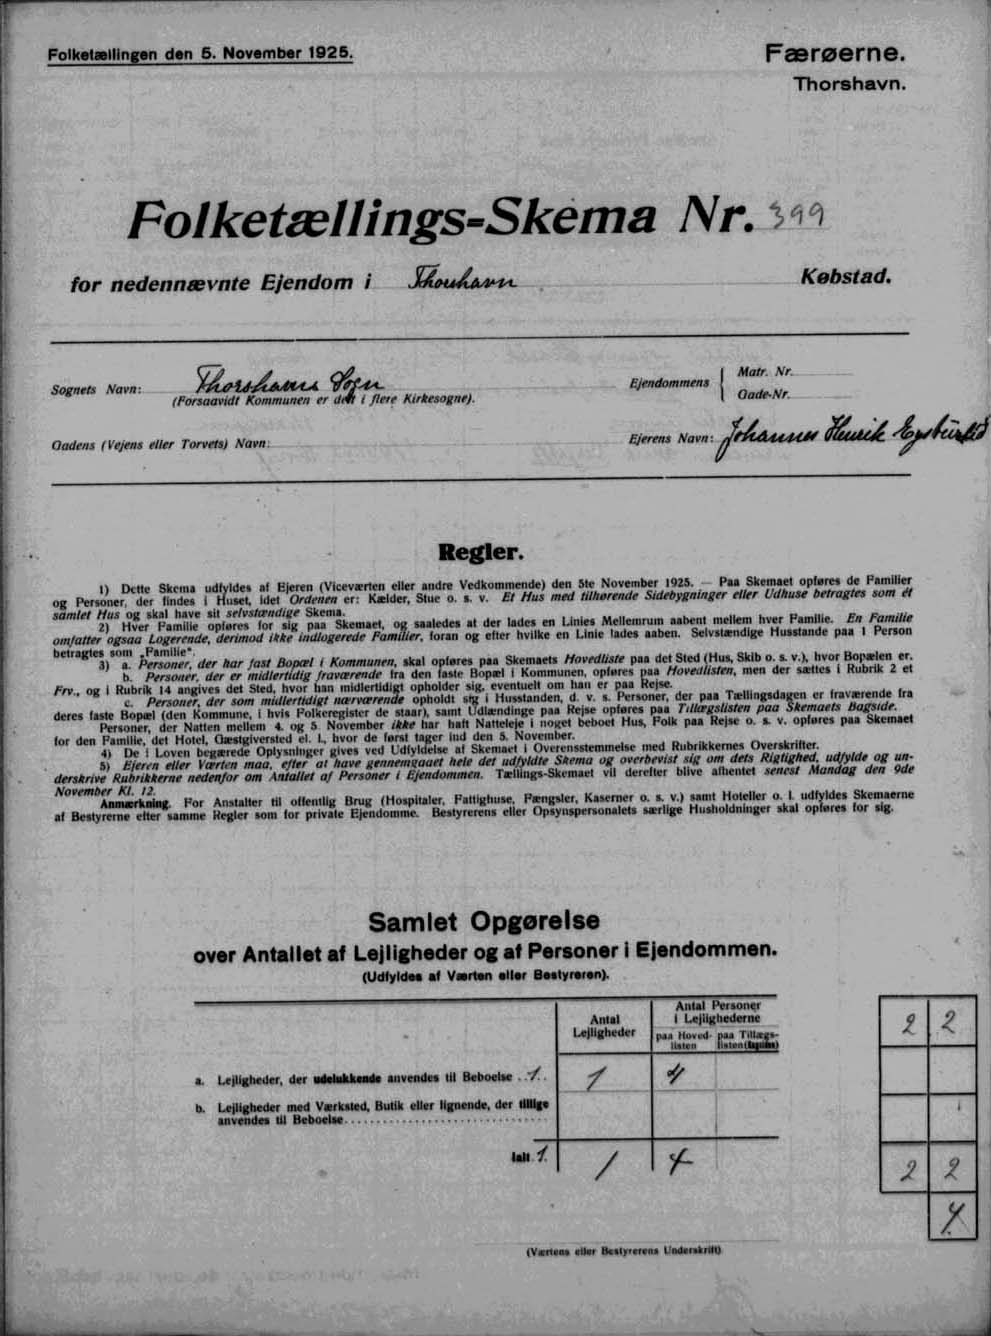 Folketællingen den 5. November 1925.
Færøerne.
Thorshavn.
Folketællings-Skema Nr. 399
for nedennævnte Ejendom i Thorshavn Købstad.
Sognets Navn: Thorshavns Sogn
(Forsaavidt Kommunen er delt i flere Kirkesogne).
Ejendommens
Matr. Nr.
Gade-Nr.
Gadens (Vejens eller Torvets) Navn:
Ejerens Navn: Johannes Henrik
Regler.
1) Dette Skema udfyldes af Ejeren (Viceværten eller andre Vedkommende) den 5te November 1925. — Paa Skemaet opføres de Familier
og Personer, der findes i Huset, idet Ordenen er: Kælder, Stue o. s. v. Et Hus med tilhørende Sidebygninger eller Udhuse betragtes som ét
samlet Hus og skal have sit selvstændige Skema.
2) Hver Familie opføres for sig paa Skemaet, og saaledes at der lades en Linies Mellemrum aabent mellem hver Familie. En Familie
omfatter ogsaa Logerende, derimod ikke indlogerede Familier, foran og efter hvilke en Linie lades aaben. Selvstændige Husstande paa 1 Person
betragtes som „Familie".
3) a. Personer, der har fast Bopæl i Kommunen, skal opføres paa Skemaets Hovedliste paa det Sted (Hus, Skib o. s. v.), hvor Bopælen er.
b. Personer, der er midlertidig fraværende fra den faste Bopæl i Kommunen, opføres paa Hovedlisten, men der sættes i Rubrik 2 et
Frv., og i Rubrik 14 angives det Sted, hvor han midlertidigt opholder sig, eventuelt om han er paa Rejse.
c. Personer, der som midlertidigt nærværende opholdt sig i Husstanden, d. v. s. Personer, der paa Tællingsdagen er fraværende fra
deres faste Bopæl (den Kommune, i hvis Folkeregister de staar), samt Udlændinge paa Rejse opføres paa Tillægslisten paa Skemaets Bagside.
Personer, der Natten mellem 4. og 5 November ikke har haft Natteleje i noget beboet Hus, Folk paa Rejse o. s. v. opføres paa Skemaet
for den Familie, det Hotel, Gæstgiversted el. l., hvor de først tager ind den 5. November.
4) De i Loven begærede Oplysninger gives ved Udfyldelse af Skemaet i Overensstemmelse med Rubrikkernes Overskrifter.
5) Ejeren eller Værten maa, efter at have gennemgaaet hele det udfyldte Skema og overbevist sig om dets Rigtighed, udfylde og un-
derskrive Rubrikkerne nedenfor om Antallet af Personer i Ejendommen. Tællings-Skemaet vil derefter blive afhentet senest Mandag den 9de
November Kl. 12.
Anmærkning. For Anstalter til offentlig Brug (Hospitaler, Fattighuse, Fængsler, Kaserner o. s. v.) samt Hoteller o. l. udfyldes Skemaerne
af Bestyrerne efter samme Regler som for private Ejendomme. Bestyrerens eller Opsynspersonalets særlige Husholdninger skal opføres for sig.
Samlet Opgørelse
over Antallet af Lejligheder og af Personer i Ejendommen.
(Udfyldes af Værten eller Bestyreren).
Antal Lejligheder
Antal Personer i Lejlighederne
paa Hovedlisten
paa Tillægslisten
2 2
a. Lejligheder, der udelukkende anvendes til Beboelse . . 1 . . 1 4
b. Lejligheder med Værksted, Butik eller lignende, der tillige
anvendes til Beboelse
Ialt 1. 1 4
2 2
4
(Værtens eller Bestyrerens Underskrift)